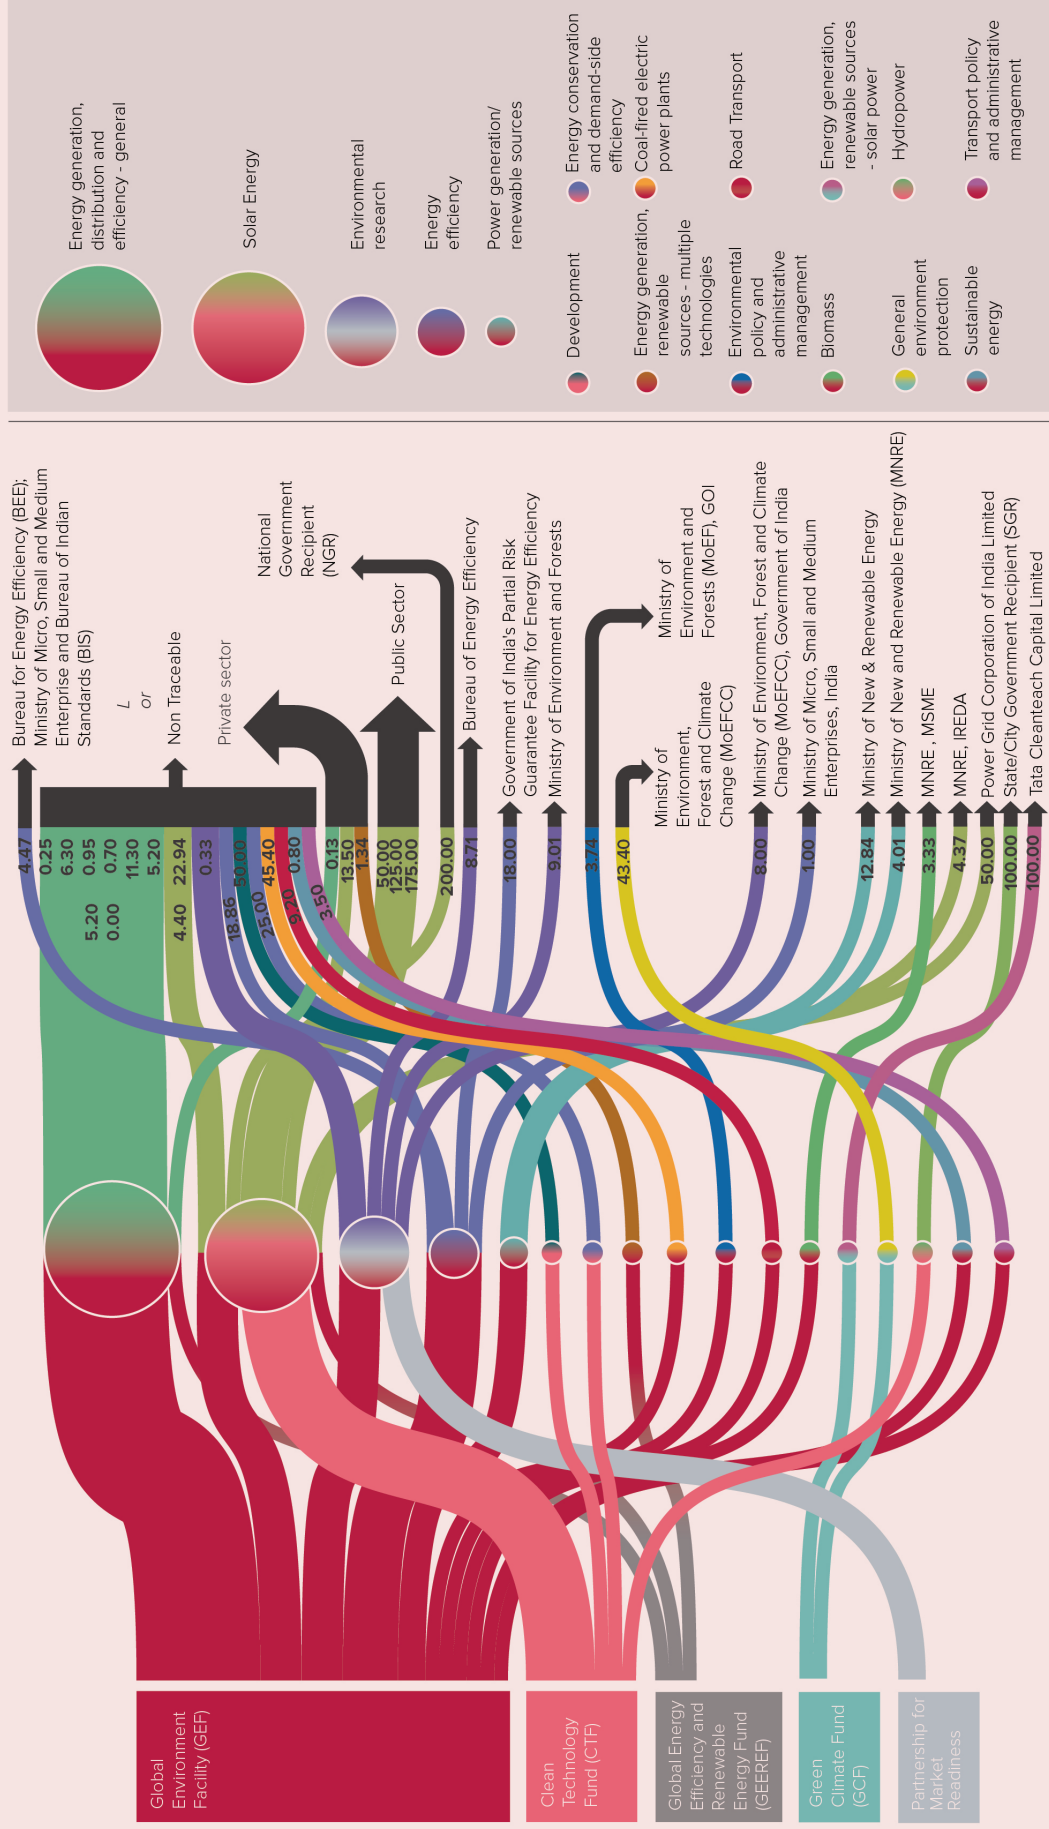 Global
Environment
Facility (GEF)
Clean
Technology
Fund (CTF)
Global Energy
Efficiency and
Renewable
Energy Fund
(GEEREF)
Green
Climate Fund
(GCF)
Partnership for
Market
Readiness
4.47
0.25
6.30
0.95
5.20
0.70
0.00
11.30
5.20
22.94
4.40
0.33
18.86
50.00
25.00
45.40
9.20
0.80
3.50
0.13
13.50
1.34
50.00
125.00
175.00
200.00
8.71
18.00
9.01
3.74
43.40
8.00
1.00
12.84
4.01
3.33
4.37
50.00
100.00
100.00
Bureau for Energy Efficiency (BEE);
Ministry of Micro, Small and Medium
Enterprise and Bureau of Indian
Standards (BIS)
L
or
Non Traceable
Private sector
National
Government
Recipient
(NGR)
Public Sector
Bureau of Energy Efficiency
Government of India's Partial Risk
Guarantee Facility for Energy Efficiency
Ministry of Environment and Forests
Ministry of
Environment and
Forests (MoEF), GOI
Ministry of
Environment,
Forest and Climate
Change (MoEFCC)
Ministry of Environment, Forest and Climate
Change (MoEFCC), Government of India
Ministry of Micro, Small and Medium
Enterprises, India
Ministry of New & Renewable Energy
Ministry of New and Renewable Energy (MNRE)
MNRE , MSME
MNRE, IREDA
Power Grid Corporation of India Limited
State/City Government Recipient (SGR)
Tata Cleanteach Capital Limited
Energy generation,
distribution and
efficiency - general
Solar Energy
Environmental
research
Energy
efficiency
Power generation/
renewable sources
Development
Energy generation,
renewable
sources - multiple
technologies
Environmental
policy and
administrative
management
Biomass
General
environment
protection
Sustainable
energy
Energy conservation
and demand-side
efficiency
Coal-fired electric
power plants
Road Transport
Energy generation,
renewable sources
- solar power
Hydropower
Transport policy
and administrative
management